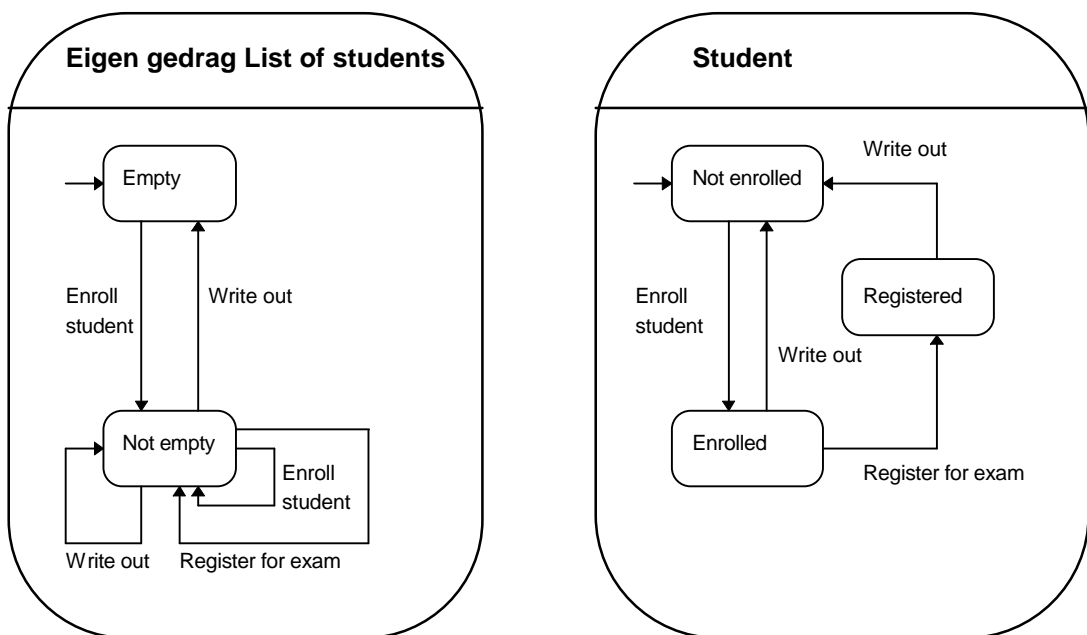 Eigen gedrag List of students
Empty
Enroll
student
Write out
Not empty
Enroll
student
Write out
Register for exam
Student
Write out
Not enrolled
Registered
Enroll
student
Write out
Enrolled
Register for exam